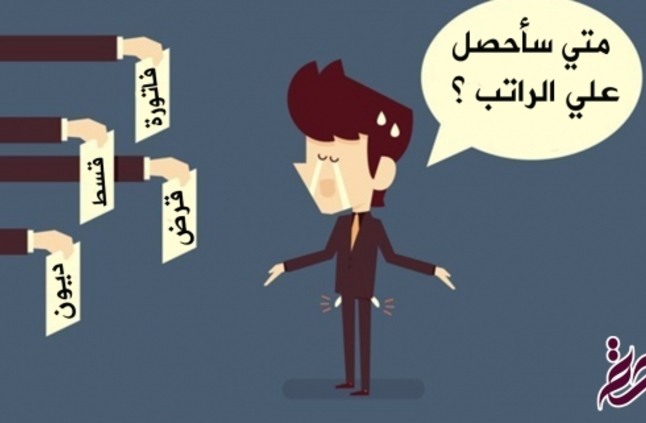 متي سأحصل
علي الراتب ؟
فاتورة
قسط
قرض
ديون